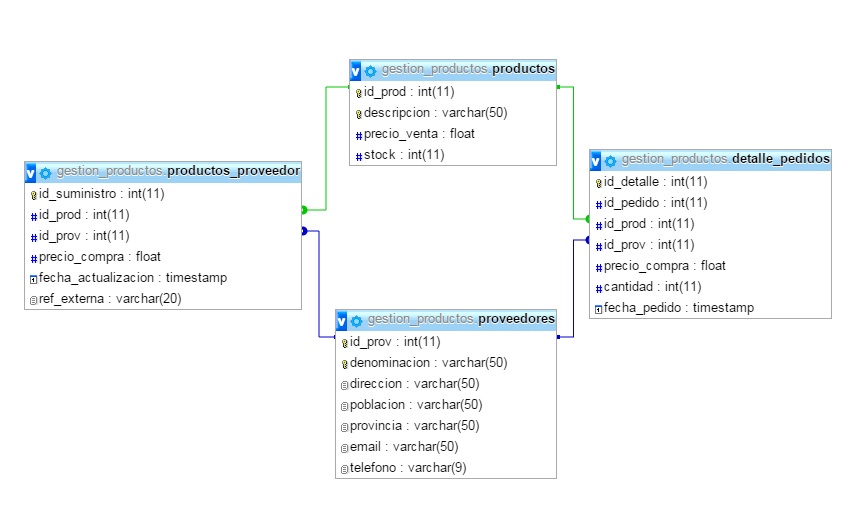 gestion_productos.productos
id_prod : int(11)
descripcion : varchar(50)
precio_venta : float
stock : int(11)
gestion_productos.productos_proveedor
id_suministro : int(11)
id_prod : int(11)
id_prov : int(11)
precio_compra : float
fecha_actualizacion : timestamp
ref_externa : varchar(20)
gestion_productos.detalle_pedidos
id_detalle : int(11)
id_pedido : int(11)
id_prod : int(11)
id_prov : int(11)
precio_compra : float
cantidad : int(11)
fecha_pedido : timestamp
gestion_productos.proveedores
id_prov : int(11)
denominacion : varchar(50)
direccion : varchar(50)
poblacion : varchar(50)
provincia : varchar(50)
email : varchar(50)
telefono : varchar(9)